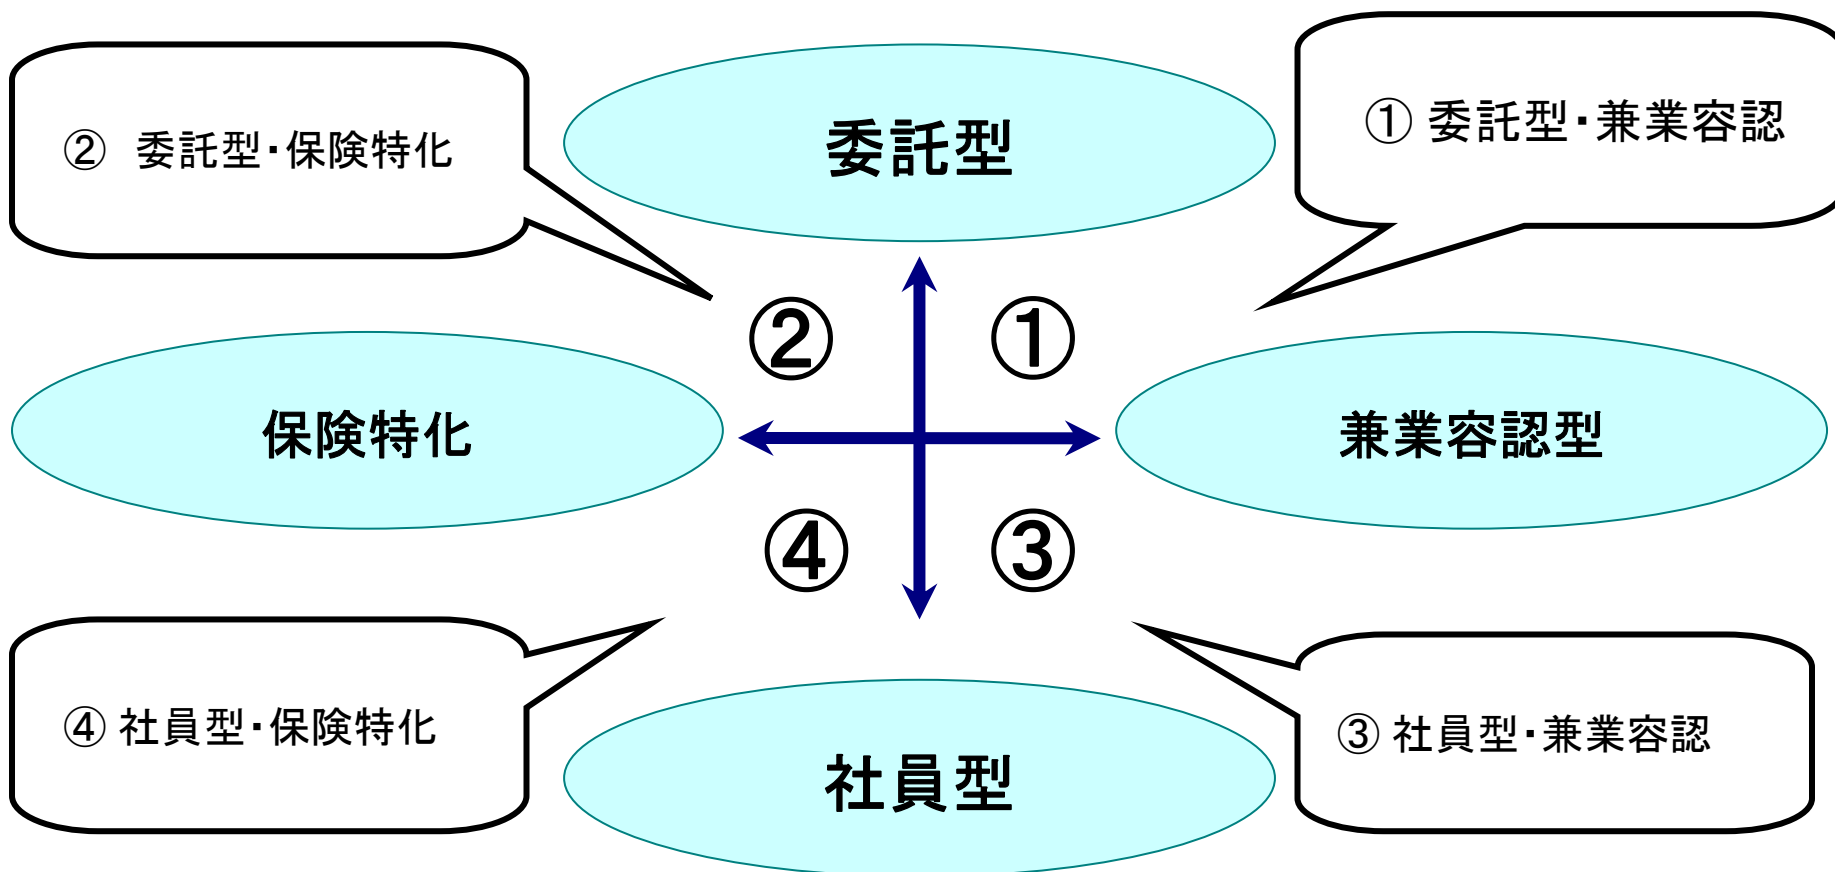 ① 委託型・兼業容認
② 委託型・保険特化
委託型
② ①
保険特化
兼業容認型
④ ③
④ 社員型・保険特化
③ 社員型・兼業容認
社員型